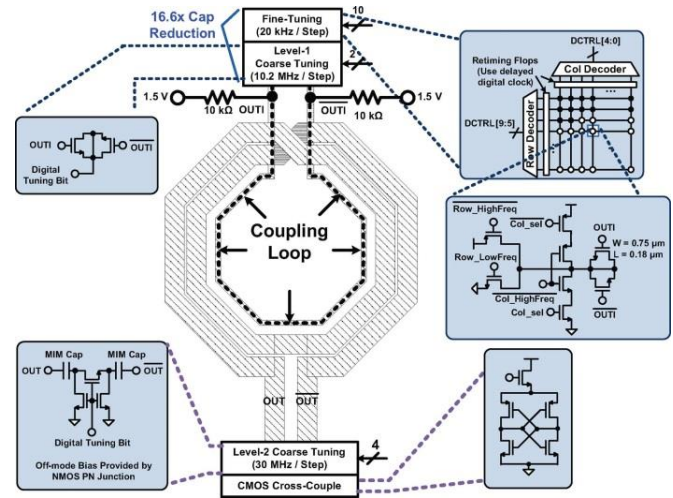 16.6x Cap
Reduction
Fine-Tuning
(20 kHz / Step)
10
Level-1
Coarse Tuning
(10.2 MHz / Step)
2
1.5 V
10 kΩ
OUTI
OUTI
10 kΩ
1.5 V
DCTRL[4:0]
Retiming Flops
(Use delayed
digital clock)
Col Decoder
...
Row Decoder
DCTRL[9:5]
OUTI
OUTI
Digital
Tuning Bit
Coupling
Loop
Row_HighFreq
Col_sel
OUTI
W = 0.75 µm
L = 0.18 µm
Row_LowFreq
Col_HighFreq
Col_sel
OUTI
MIM Cap
MIM Cap
OUT
OUT
Digital Tuning Bit
Off-mode Bias Provided by
NMOS PN Junction
OUT
OUT
Level-2 Coarse Tuning
(30 MHz / Step)
4
CMOS Cross-Couple